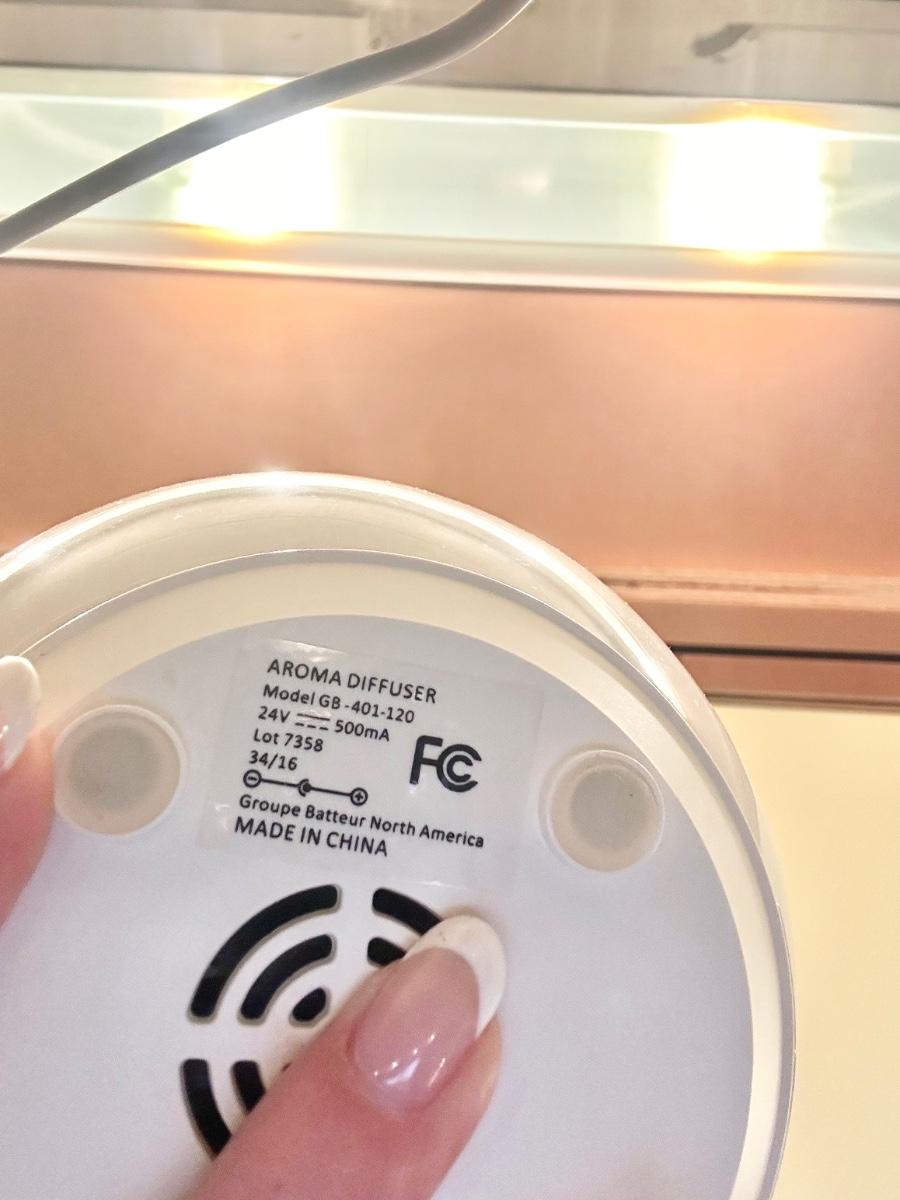 AROMA DIFFUSER
Model GB-401-120
24V ⎓ 500mA
Lot 7358
34/16
FC
Groupe Batteur North America
MADE IN CHINA